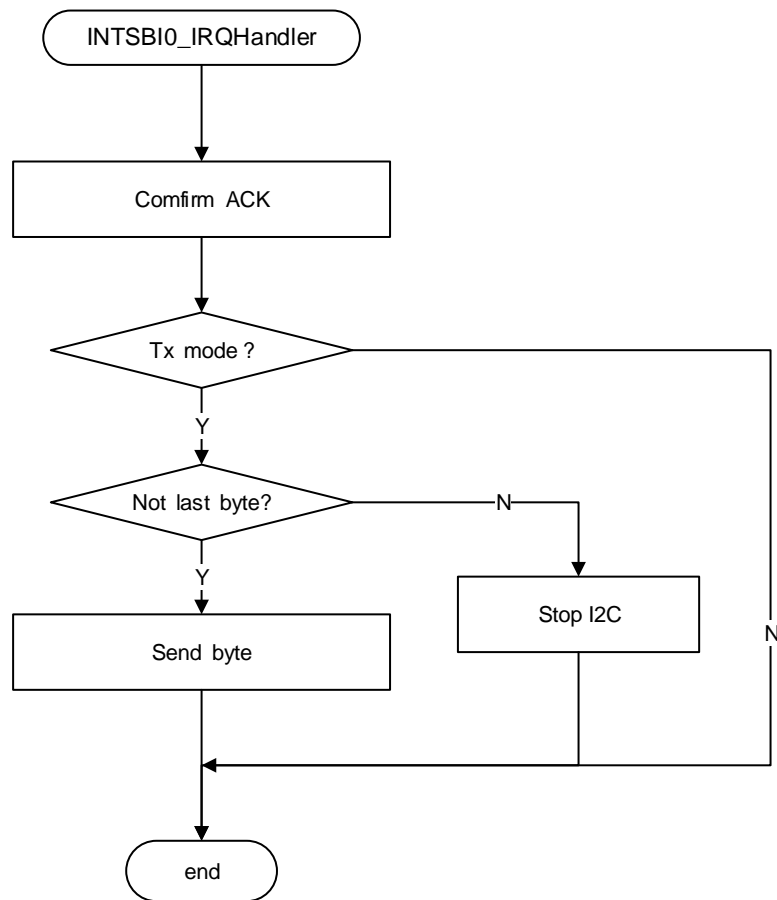 INTSBI0_IRQHandler
Comfirm ACK
Tx mode ?
Y
Not last byte?
N
Y
Stop I2C
N
Send byte
end